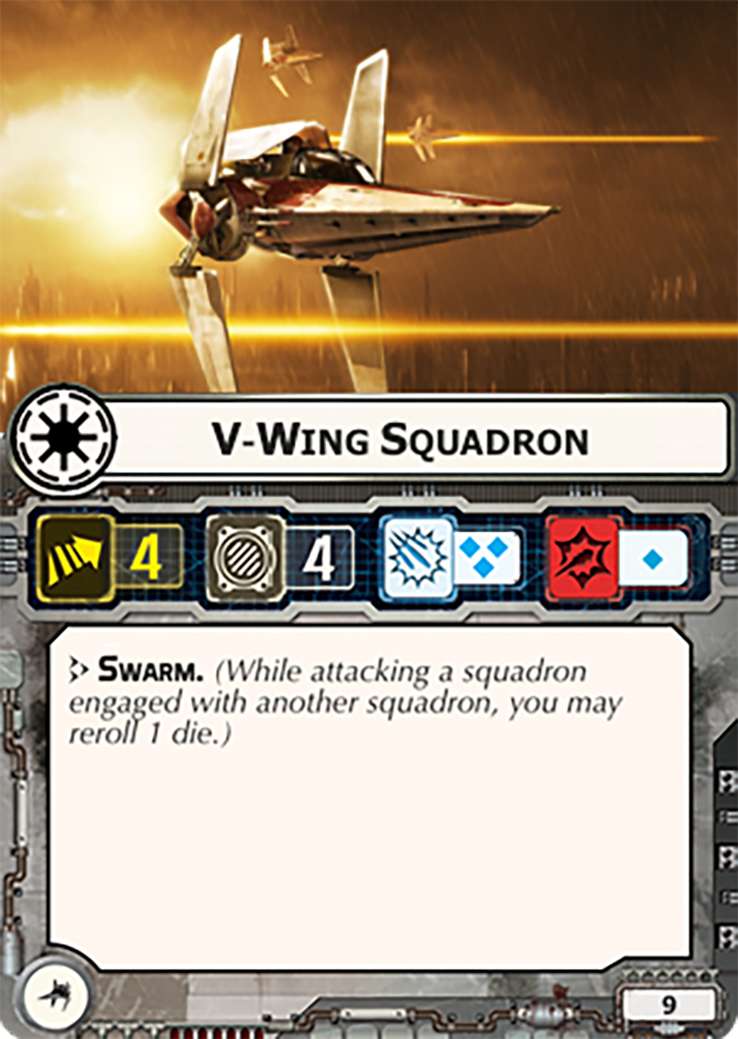 V-Wing Squadron
4 4
Swarm. (While attacking a squadron
engaged with another squadron, you may
reroll 1 die.)
9